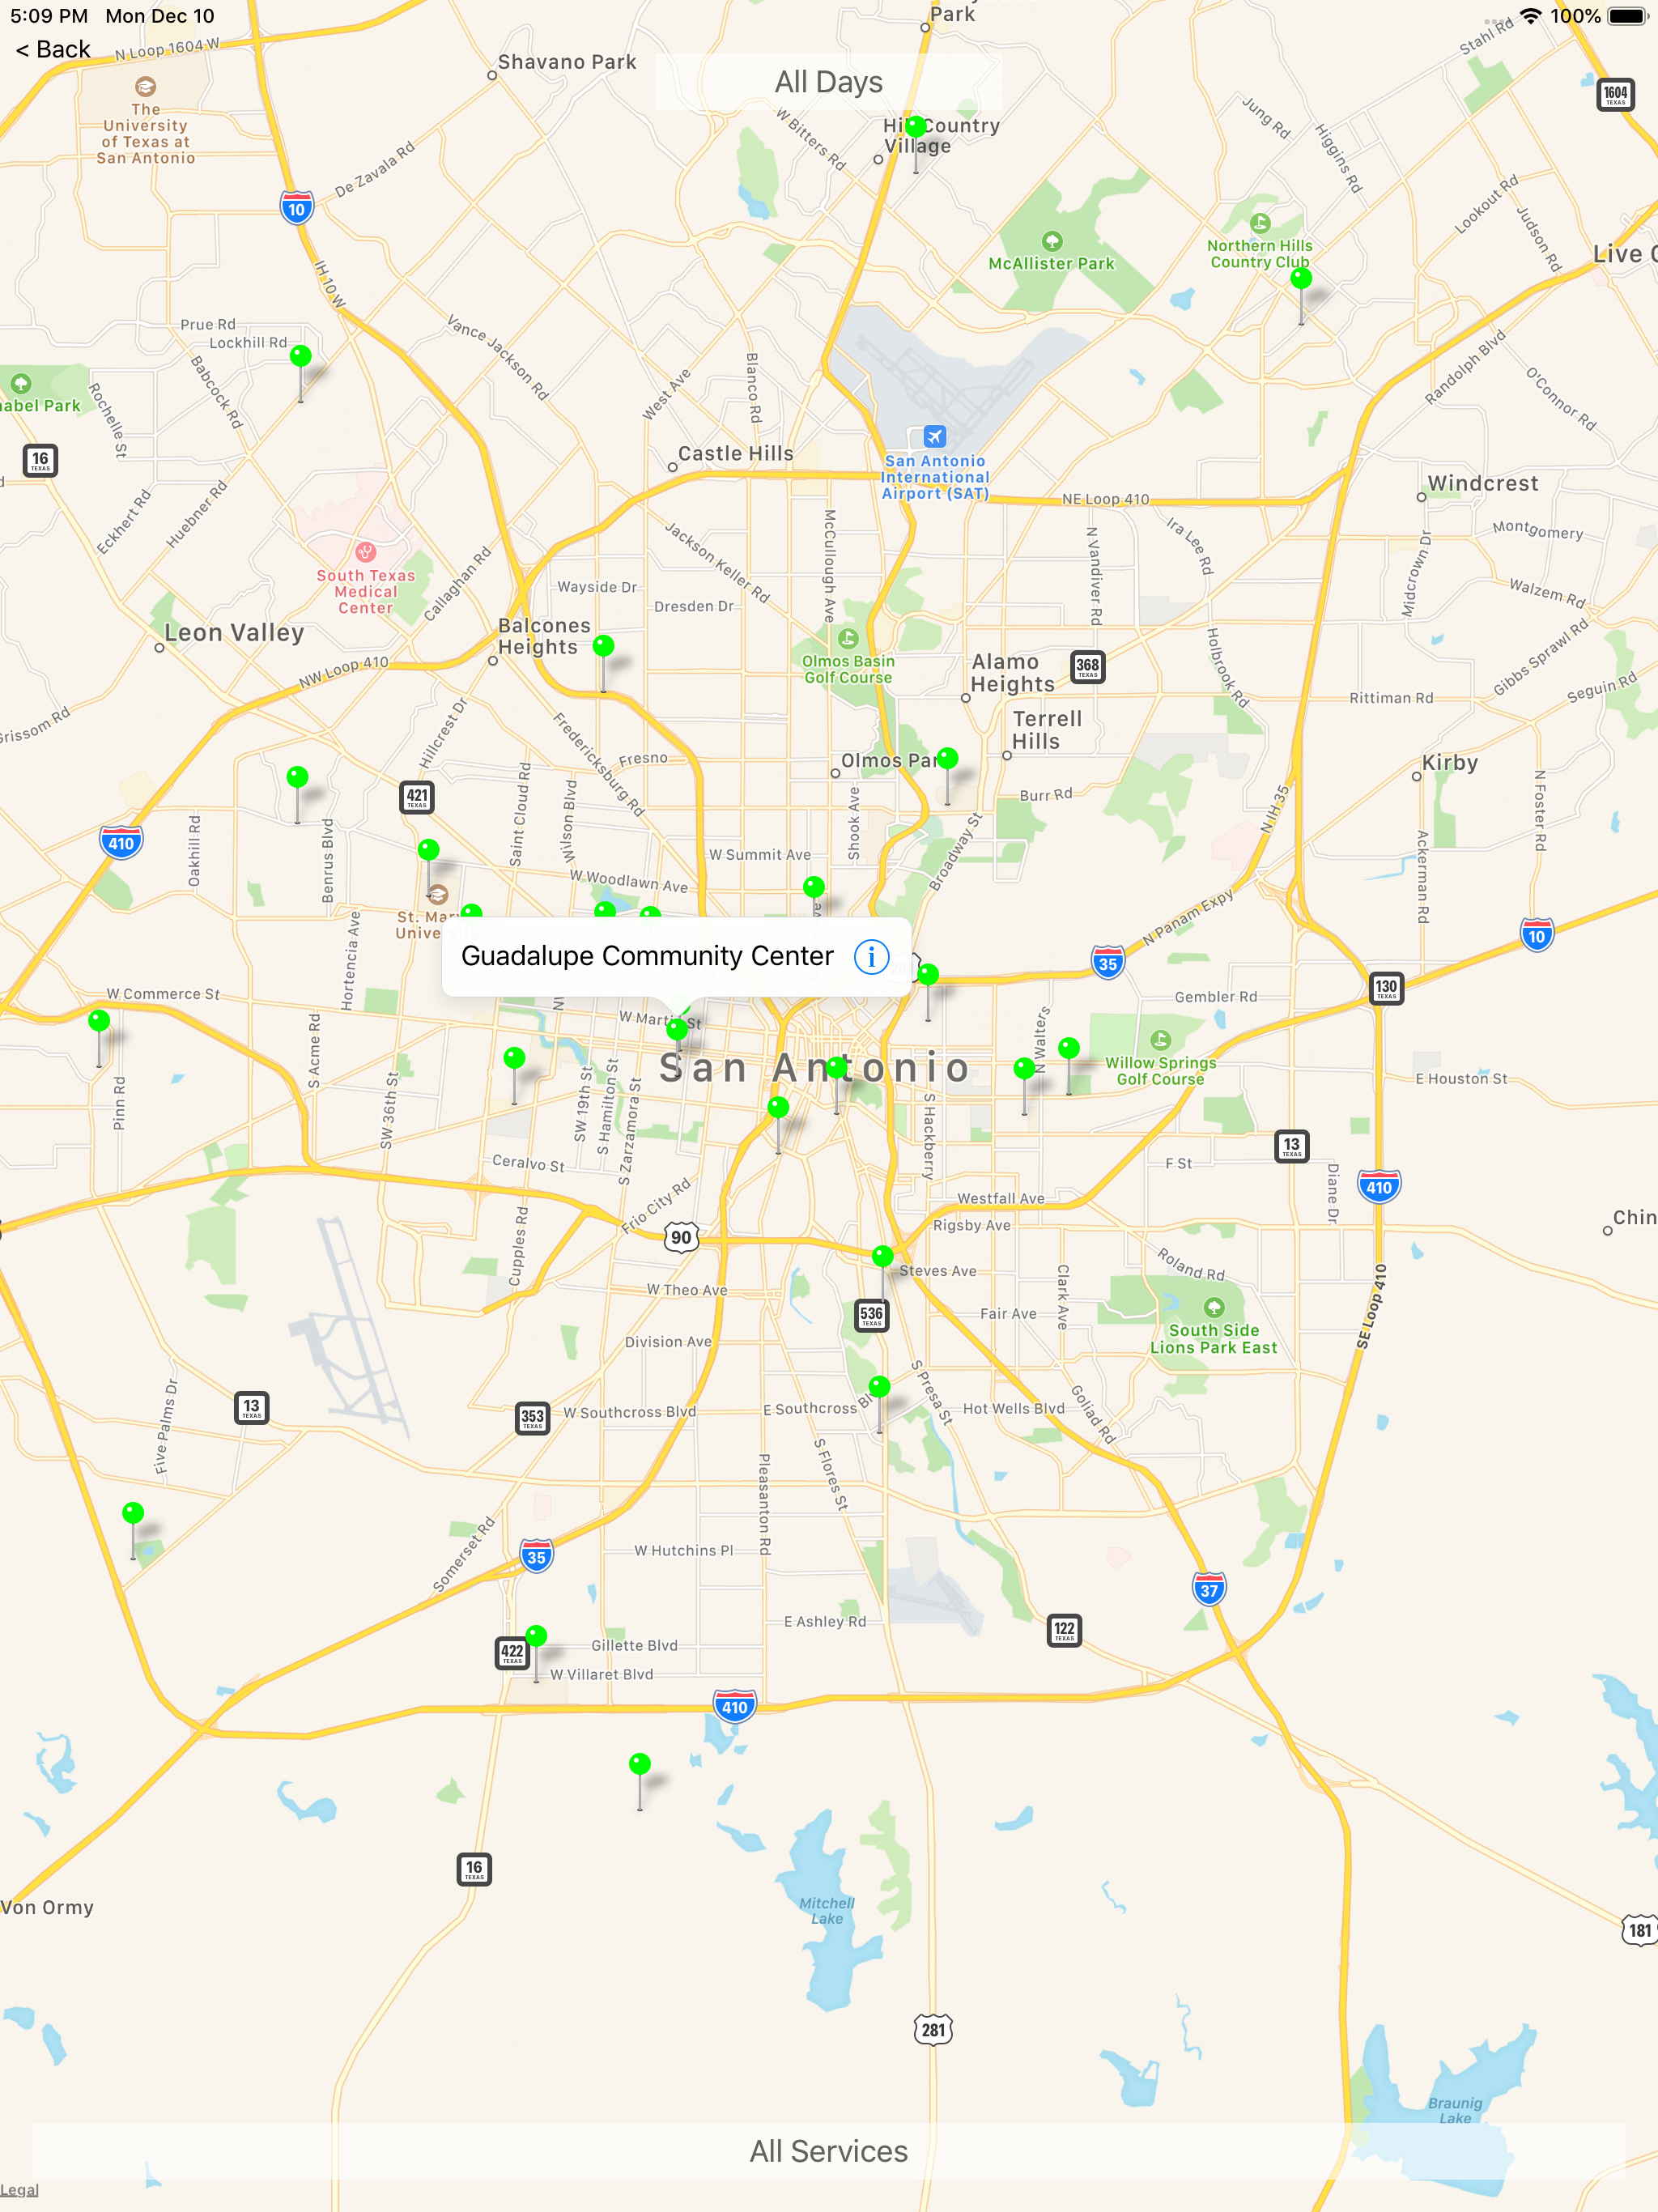 5:09 PM Mon Dec 10
100%
< Back
N Loop 1604 W
Park
Stahl Rd
Shavano Park
All Days
The
University
of Texas at
San Antonio
W Bitters Rd
Country
Village
Jung Rd
Higgins Rd
1604
TEXAS
De Zavala Rd
10
Lookout Rd
Judson Rd
McAllister Park
Northern Hills
Country Club
Live
IH 10 W
Prue Rd
Lockhill Rd
Babcock Rd
Rochelle St
Park
Vance Jackson Rd
West Ave
Blanco Rd
Randolph Blvd
O'Connor Rd
16
TEXAS
Castle Hills
San Antonio
International
Airport (SAT)
NE Loop 410
Windcrest
Eckhert Rd
Huebner Rd
McCullough Ave
Jackson Keller Rd
N Vandiver Rd
Ira Lee Rd
Montgomery
Midcrown Dr
Walzem Rd
South Texas
Medical
Center
Callaghan Rd
Wayside Dr
Dresden Dr
Leon Valley
Balcones
Heights
NW Loop 410
Olmos Basin
Golf Course
Alamo
Heights
368
TEXAS
Holbrook Rd
Gibbs Sprawl Rd
Seguin Rd
Rittiman Rd
Grissom Rd
Hillcrest Dr
Fredericksburg Rd
Fresno
Terrell
Hills
Olmos
Kirby
421
TEXAS
Saint Cloud Rd
Wilson Blvd
Shook Ave
Burr Rd
N IH 35
N Foster Rd
410
Oakhill Rd
Benrus Blvd
W Summit Ave
W Woodlawn Ave
Broadway St
Ackerman Rd
St.
Hortencia Ave
N Panam Expy
10
Guadalupe Community Center
35
130
TEXAS
W Commerce St
Gembler Rd
S Acme Rd
San Antonio
N Walters
Willow Springs
Golf Course
E Houston St
Pinn Rd
SW 36th St
SW 19th St
S Hamilton St
S Zarzamora St
S Hackberry
Ceralvo St
F St
13
TEXAS
Diane Dr
410
Frio City Rd
Cupples Rd
Westfall Ave
Rigsby Ave
90
Chin
Steves Ave
Roland Rd
W Theo Ave
536
TEXAS
Fair Ave
Clark Ave
South Side
Lions Park East
SE Loop 410
Division Ave
S Presa St
Goliad Rd
Five Palms Dr
13
TEXAS
353
TEXAS
W Southcross Blvd
E Southcross
Hot Wells Blvd
S Flores St
Pleasanton Rd
Somerset Rd
35
W Hutchins Pl
37
E Ashley Rd
122
TEXAS
422
TEXAS
Gillette Blvd
W Villaret Blvd
410
16
TEXAS
Von Ormy
Mitchell
Lake
181
281
Braunig
Lake
All Services
Legal